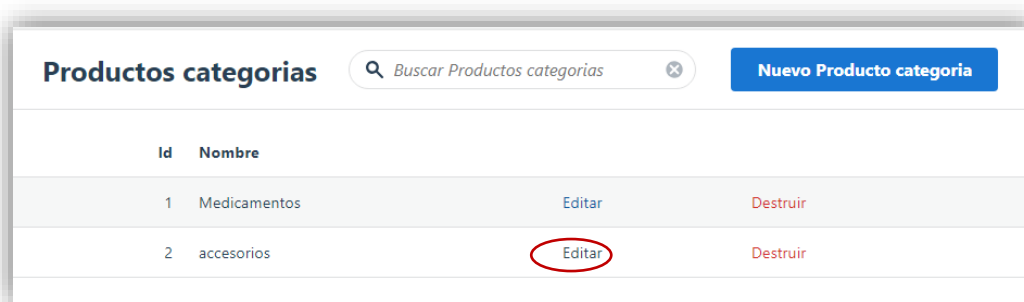 Productos categorias Buscar Productos categorias Nuevo Producto categoria
Id Nombre
1 Medicamentos Editar Destruir
2 accesorios Editar Destruir